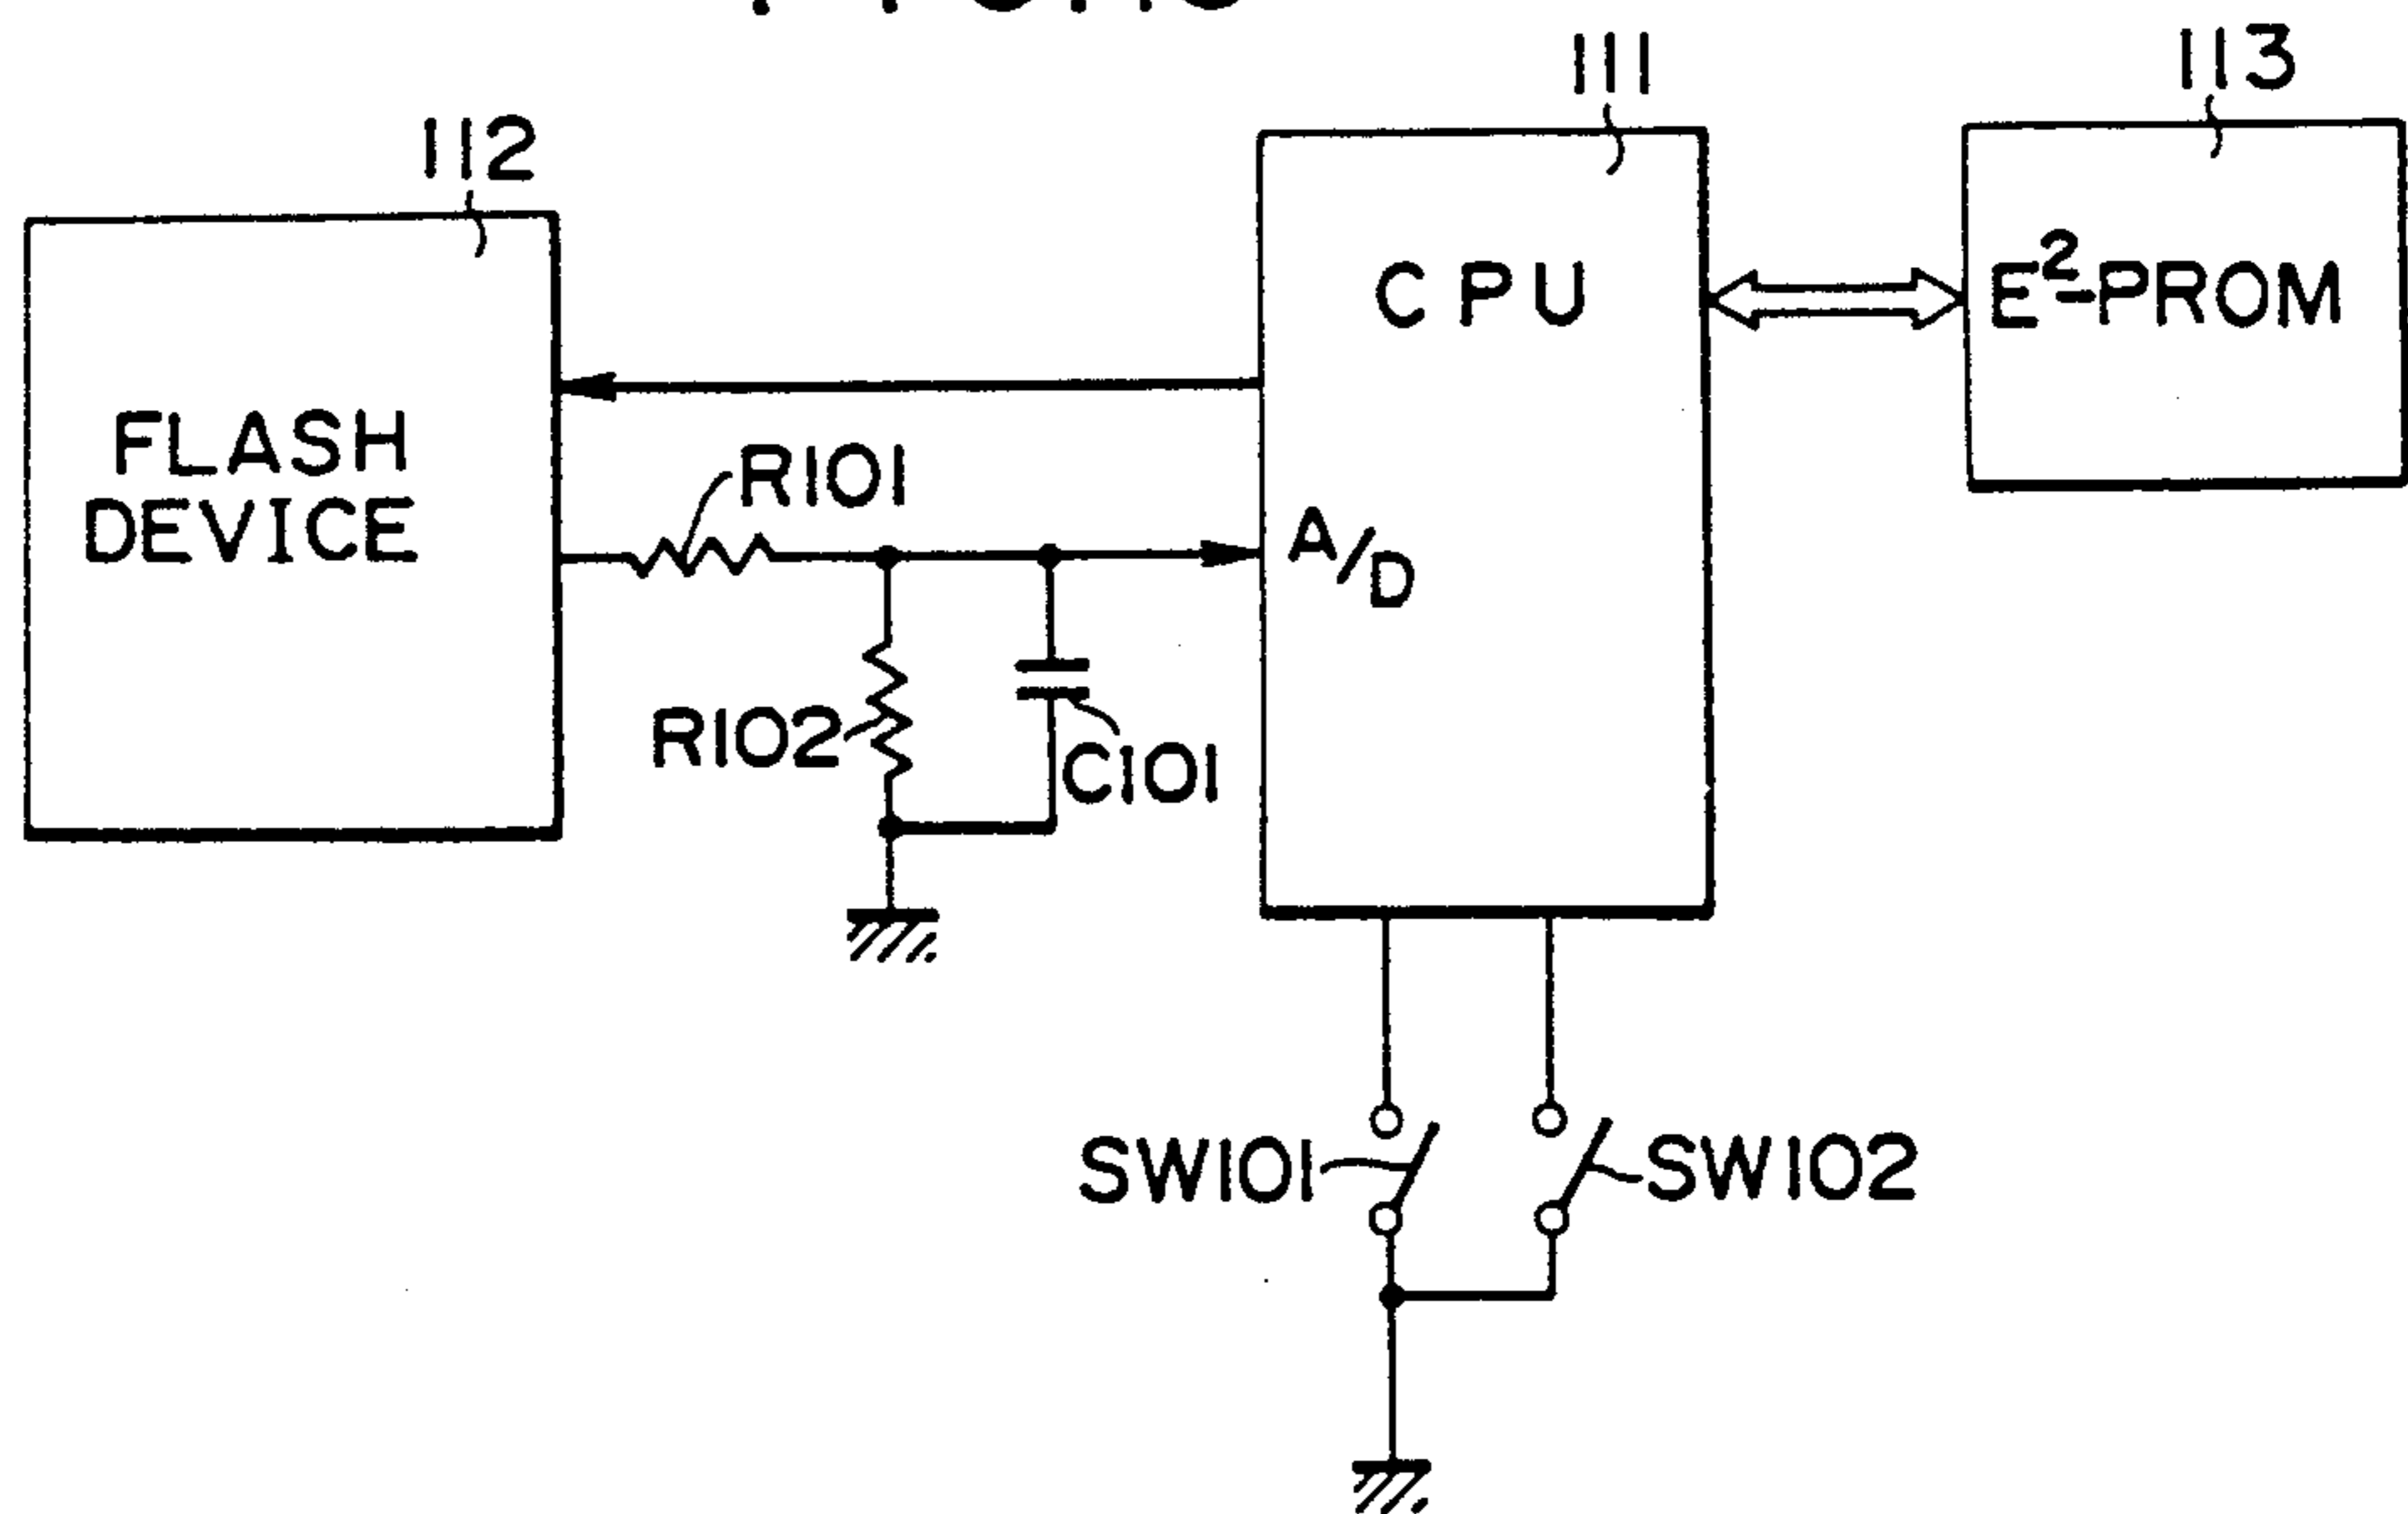 111
113
112
CPU
E²-PROM
FLASH
DEVICE
R101
A/D
R102
C101
SW101
SW102